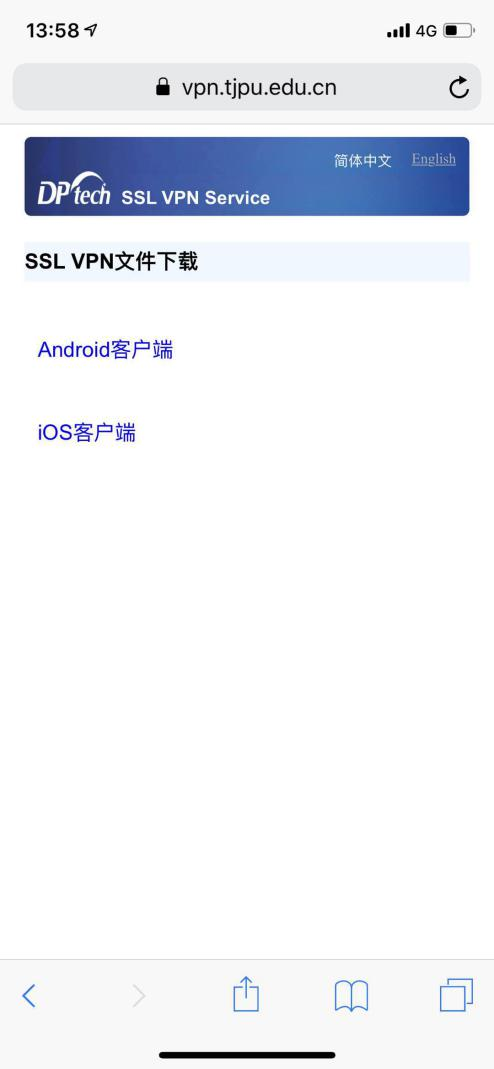 13:58
4G
vpn.tjpu.edu.cn
简体中文 English
DPtech SSL VPN Service
SSL VPN文件下载
Android客户端
iOS客户端